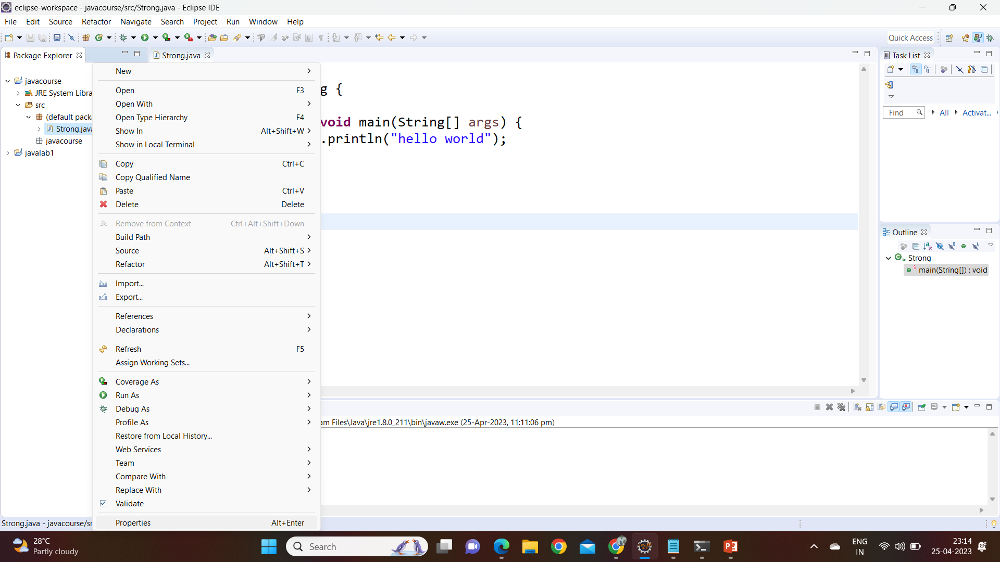 eclipse-workspace - javacourse/src/Strong.java - Eclipse IDE
File Edit Source Refactor Navigate Search Project Run Window Help
Quick Access
Package Explorer
Strong.java
javacourse
JRE System Libra
src
(default packa
Strong.java
javacourse
javalab1
New
Open F3
Open With
Open Type Hierarchy F4
Show In Alt+Shift+W
Show in Local Terminal
Copy Ctrl+C
Copy Qualified Name
Paste Ctrl+V
Delete Delete
Remove from Context Ctrl+Alt+Shift+Down
Build Path
Source Alt+Shift+S
Refactor Alt+Shift+T
Import...
Export...
References
Declarations
Refresh F5
Assign Working Sets...
Coverage As
Run As
Debug As
Profile As
Restore from Local History...
Web Services
Team
Compare With
Replace With
Validate
Properties Alt+Enter
g {
void main(String[] args) {
.println("hello world");
am Files\Java\jre1.8.0_211\bin\javaw.exe (25-Apr-2023, 11:11:06 pm)
Task List
Find All Activat...
Outline
Strong
main(String[]) : void
Strong.java - javacourse/sr
28°C
Partly cloudy
Search
ENG
IN
23:14
25-04-2023